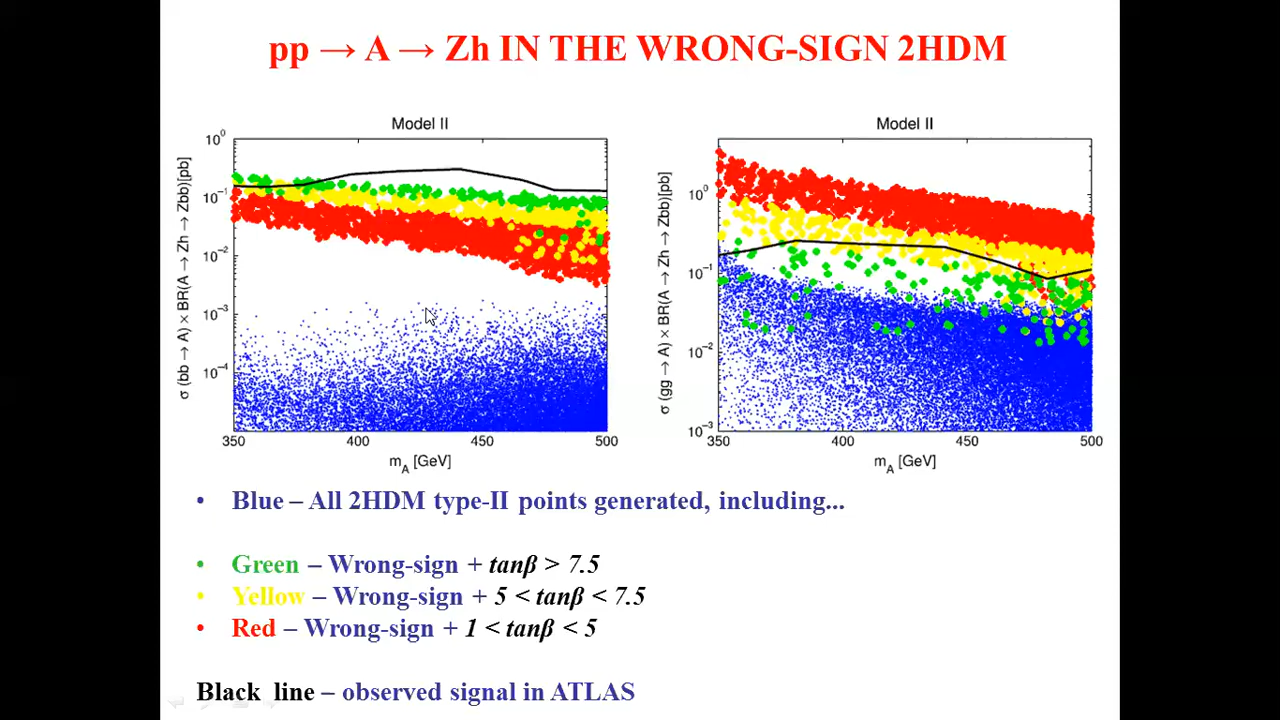 pp → A → Zh IN THE WRONG-SIGN 2HDM
Model II
σ (bb → A) × BR(A → Zh → Zbb)[pb]
10⁰
10⁻¹
10⁻²
10⁻³
10⁻⁴
350 400 450 500
m_A [GeV]
Model II
σ (gg → A) × BR(A → Zh → Zbb)[pb]
10⁰
10⁻¹
10⁻²
10⁻³
350 400 450 500
m_A [GeV]
• Blue – All 2HDM type-II points generated, including...
• Green – Wrong-sign + tanβ > 7.5
• Yellow – Wrong-sign + 5 < tanβ < 7.5
• Red – Wrong-sign + 1 < tanβ < 5
Black line – observed signal in ATLAS